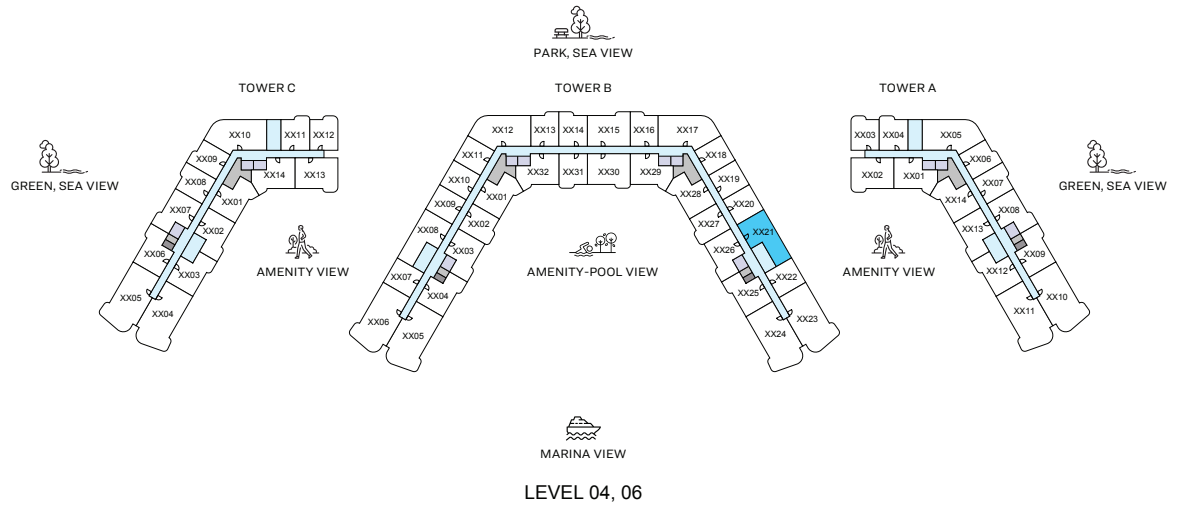 PARK, SEA VIEW
TOWER C
TOWER B
TOWER A
GREEN, SEA VIEW
GREEN, SEA VIEW
XX10
XX11
XX12
XX09
XX14
XX13
XX08
XX01
XX07
XX02
XX06
XX03
XX05
XX04
AMENITY VIEW
XX12
XX13
XX14
XX15
XX16
XX17
XX11
XX32
XX31
XX30
XX29
XX18
XX10
XX01
XX28
XX19
XX09
XX02
XX27
XX20
XX08
XX03
XX26
XX21
XX07
XX04
XX25
XX22
XX06
XX05
XX24
XX23
AMENITY-POOL VIEW
AMENITY VIEW
XX03
XX04
XX05
XX02
XX01
XX06
XX14
XX07
XX13
XX08
XX12
XX09
XX11
XX10
MARINA VIEW
LEVEL 04, 06